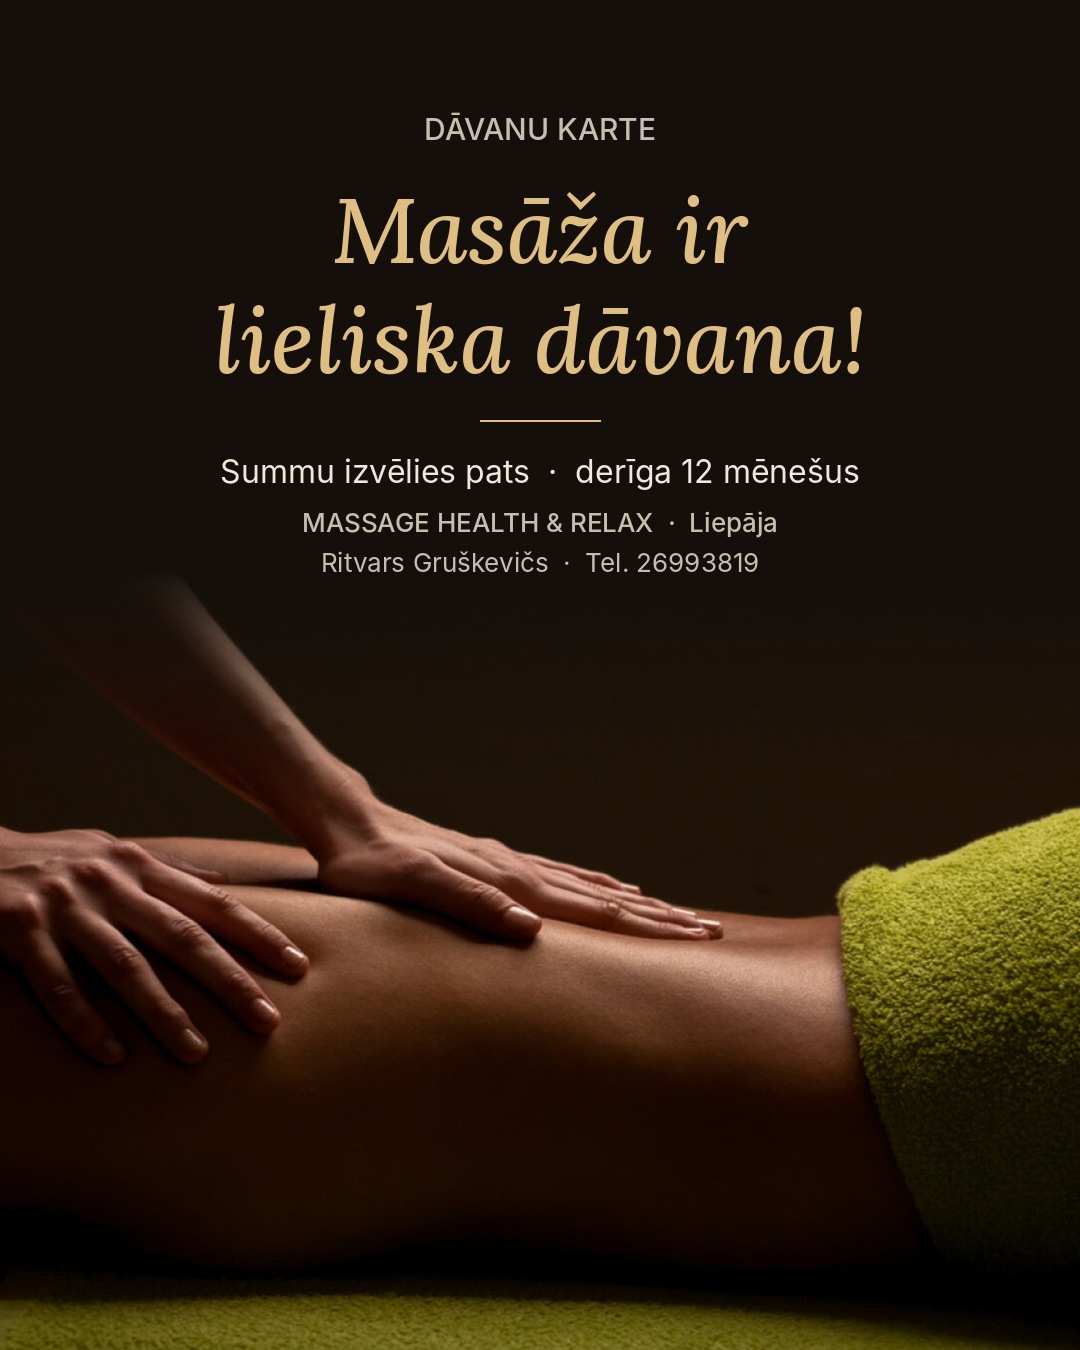 DĀVANU KARTE
Masāža ir
lieliska dāvana!
Summu izvēlies pats · derīga 12 mēnešus
MASSAGE HEALTH & RELAX · Liepāja
Ritvars Gruškevičs · Tel. 26993819